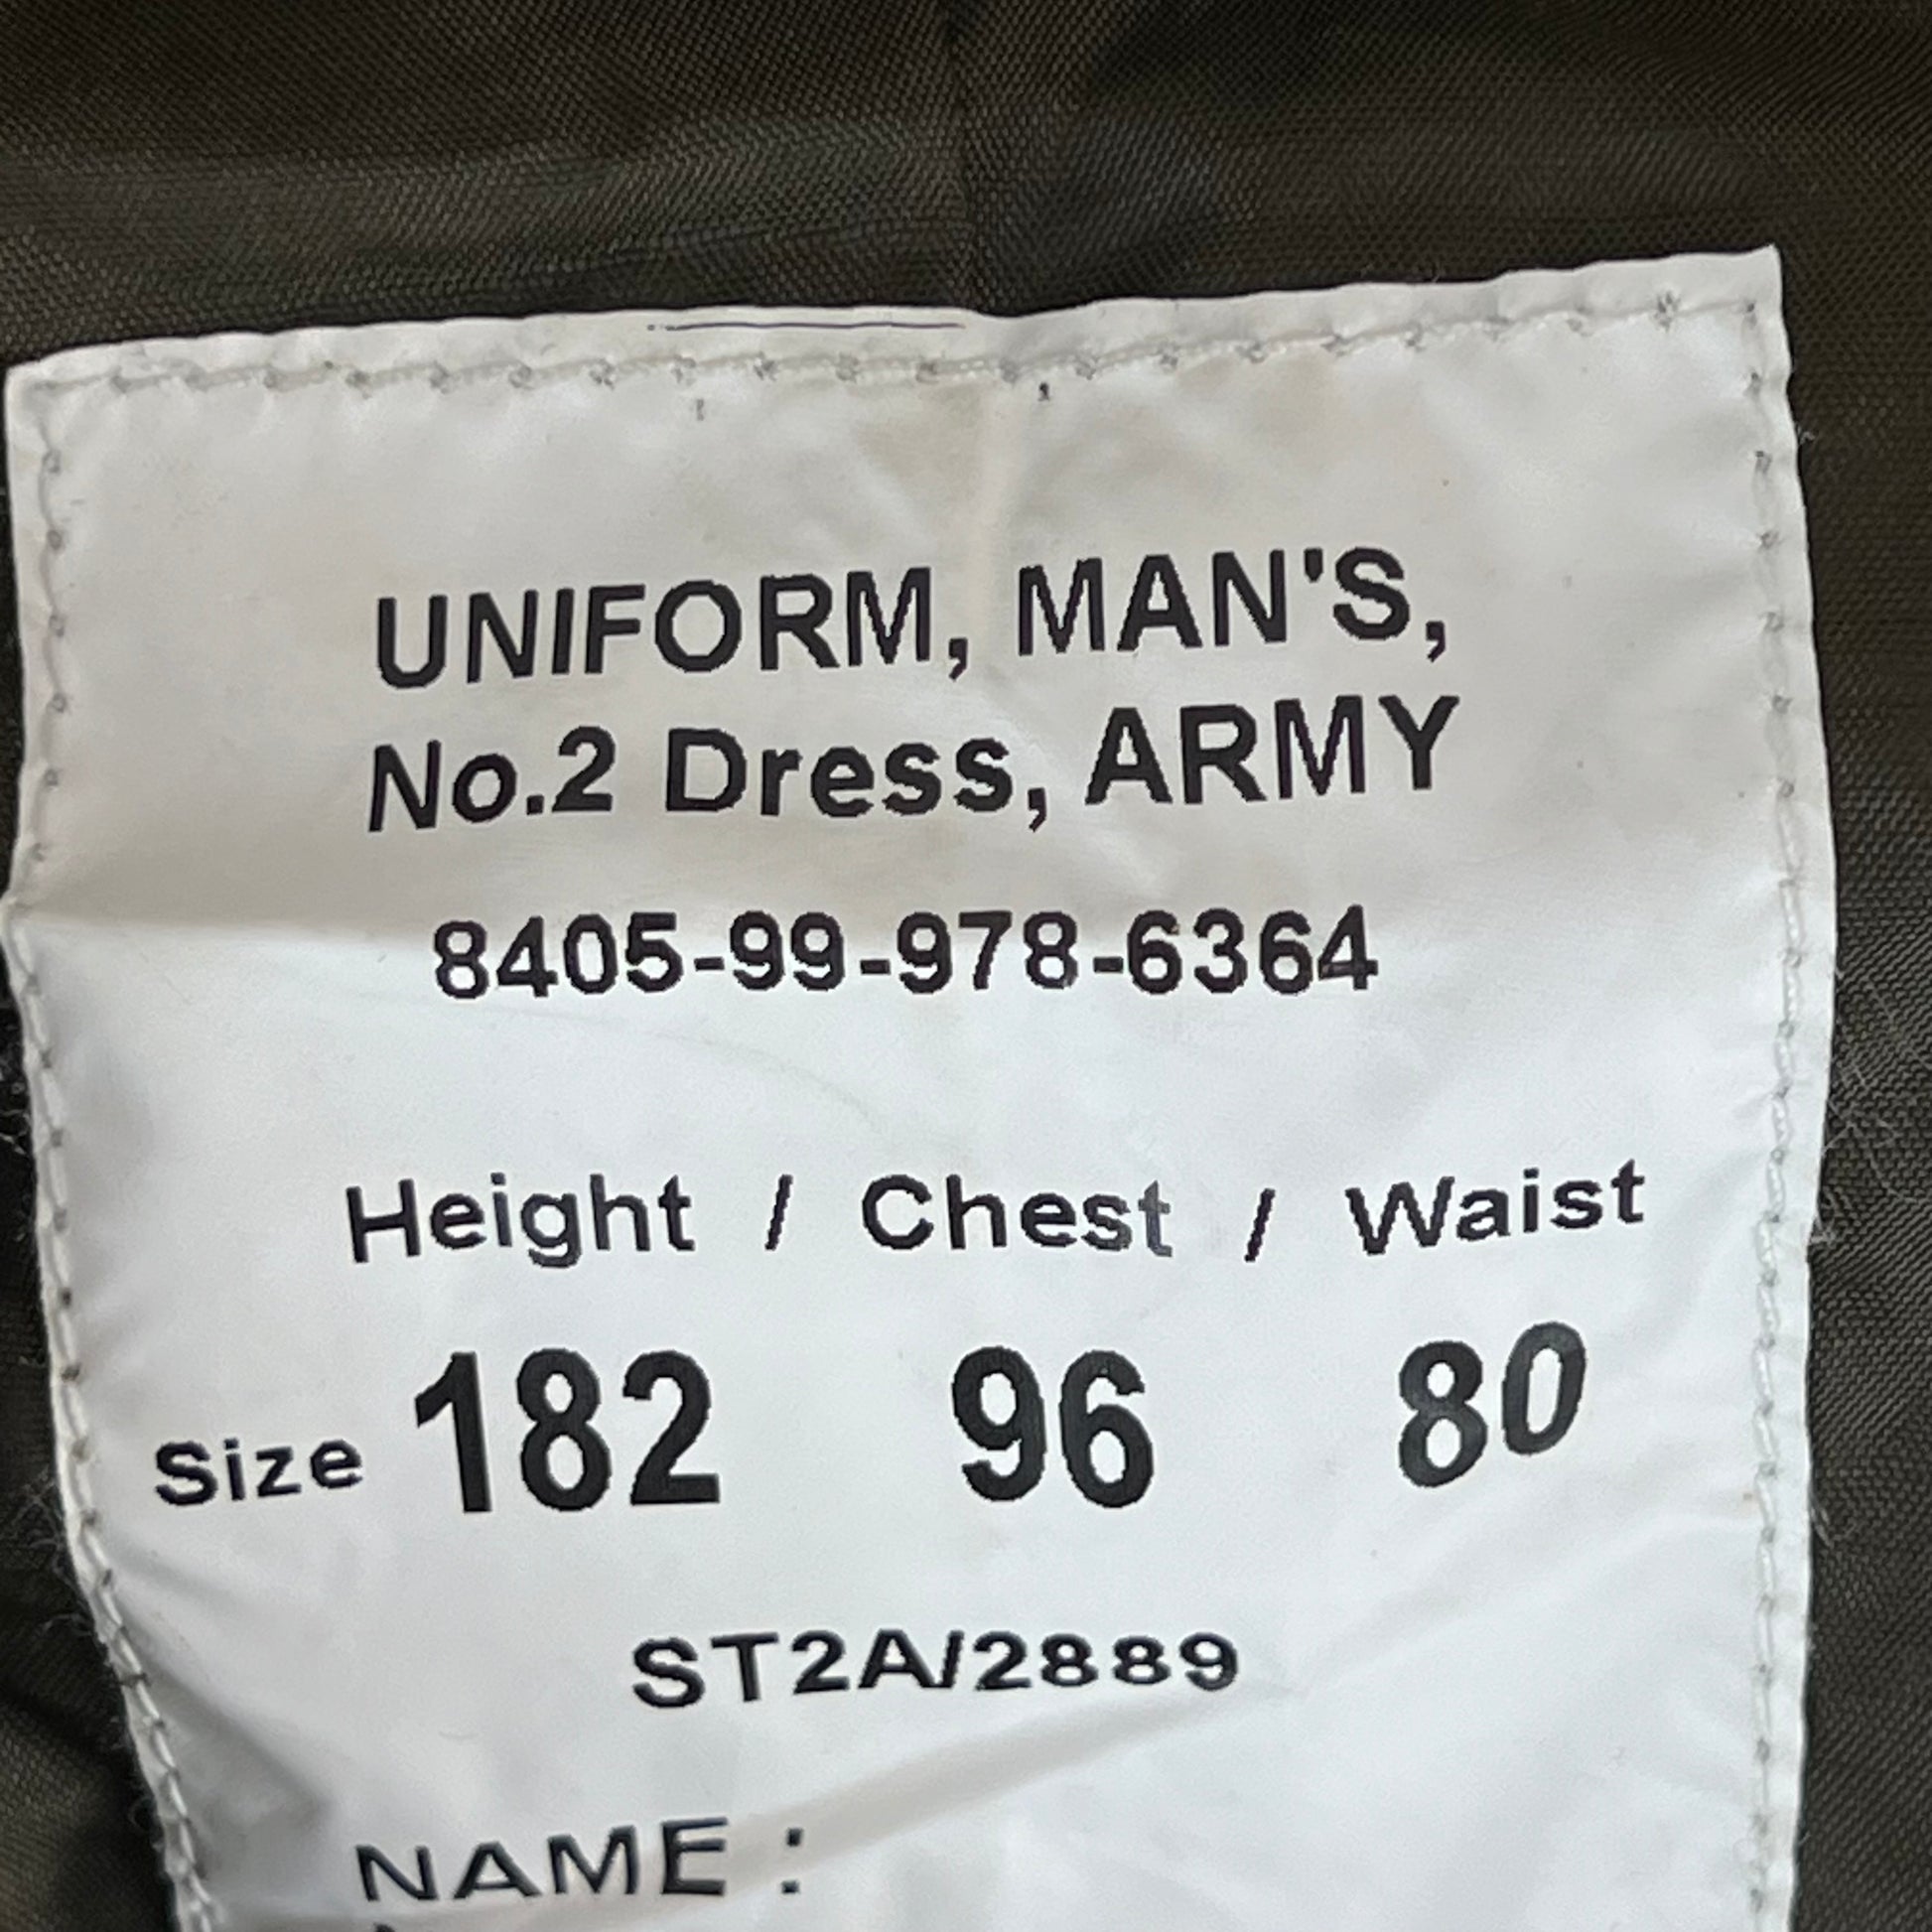 UNIFORM, MAN'S,
No.2 Dress, ARMY
8405-99-978-6364
Height / Chest / Waist
Size 182 96 80
ST2A/2889
NAME :